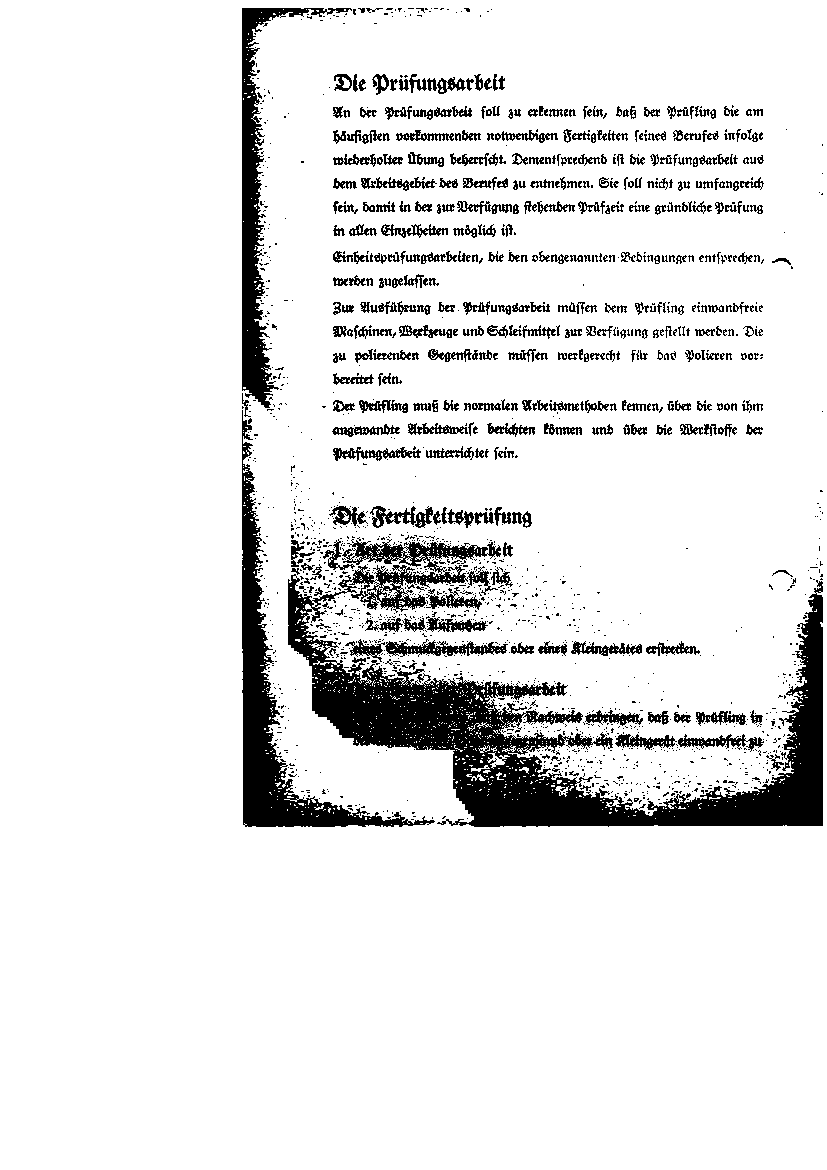 Die Prüfungsarbeit
An der Prüfungsarbeit soll zu erkennen sein, daß der Prüfling die am
häufigsten vorkommenden notwendigen Fertigkeiten seines Berufes infolge
wiederholter Übung beherrscht. Dementsprechend ist die Prüfungsarbeit aus
dem Arbeitsgebiet des Berufes zu entnehmen. Sie soll nicht zu umfangreich
sein, damit in der zur Verfügung stehenden Prüfzeit eine gründliche Prüfung
in allen Einzelheiten möglich ist.
Einheitsprüfungsarbeiten, die den obengenannten Bedingungen entsprechen,
werden zugelassen.
Zur Ausführung der Prüfungsarbeit müssen dem Prüfling einwandfreie
Maschinen, Werkzeuge und Schleifmittel zur Verfügung gestellt werden. Die
zu polierenden Gegenstände müssen werkgerecht für das Polieren vor-
bereitet sein.
Der Prüfling muß die normalen Arbeitsmethoden kennen, über die von ihm
angewandte Arbeitsweise berichten können und über die Werkstoffe der
Prüfungsarbeit unterrichtet sein.
Die Fertigkeitsprüfung
1. Art der Prüfungsarbeit
Die Prüfungsarbeit soll sich
1. auf das Polieren,
2. auf das
eines Schmuckgegenstandes oder eines Kleingerätes erstrecken.
der Prüfungsarbeit
den Nachweis erbringen, daß der Prüfling in
oder ein Kleingerät einwandfrei zu